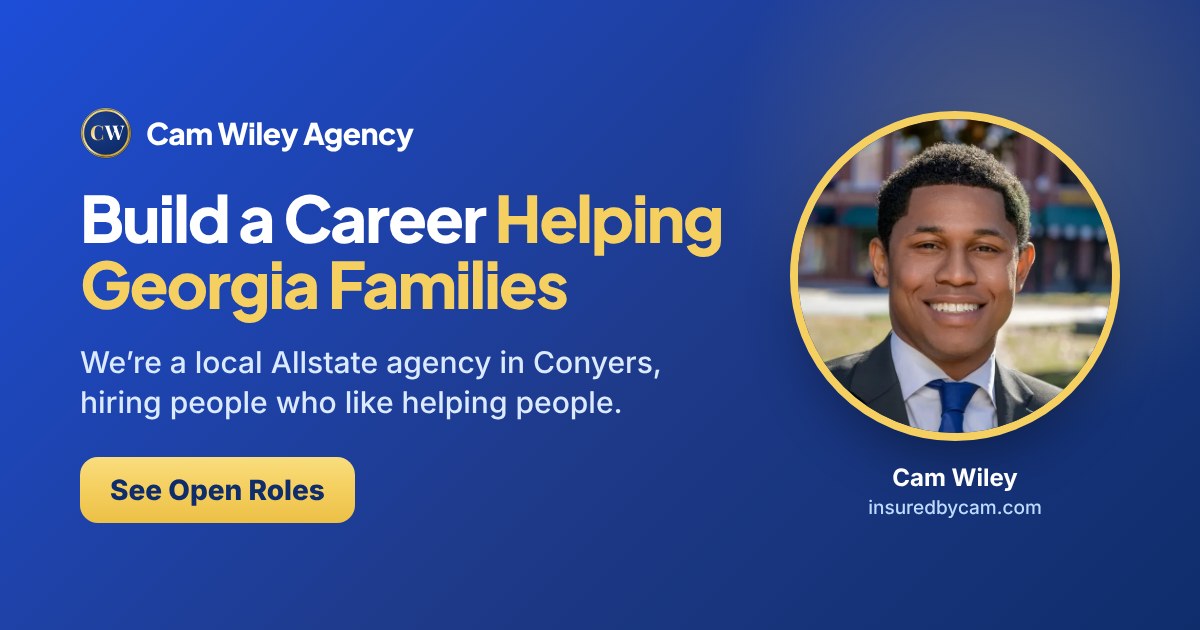 CW
Cam Wiley Agency
Build a Career Helping
Georgia Families
We’re a local Allstate agency in Conyers,
hiring people who like helping people.
See Open Roles
Cam Wiley
insuredbycam.com